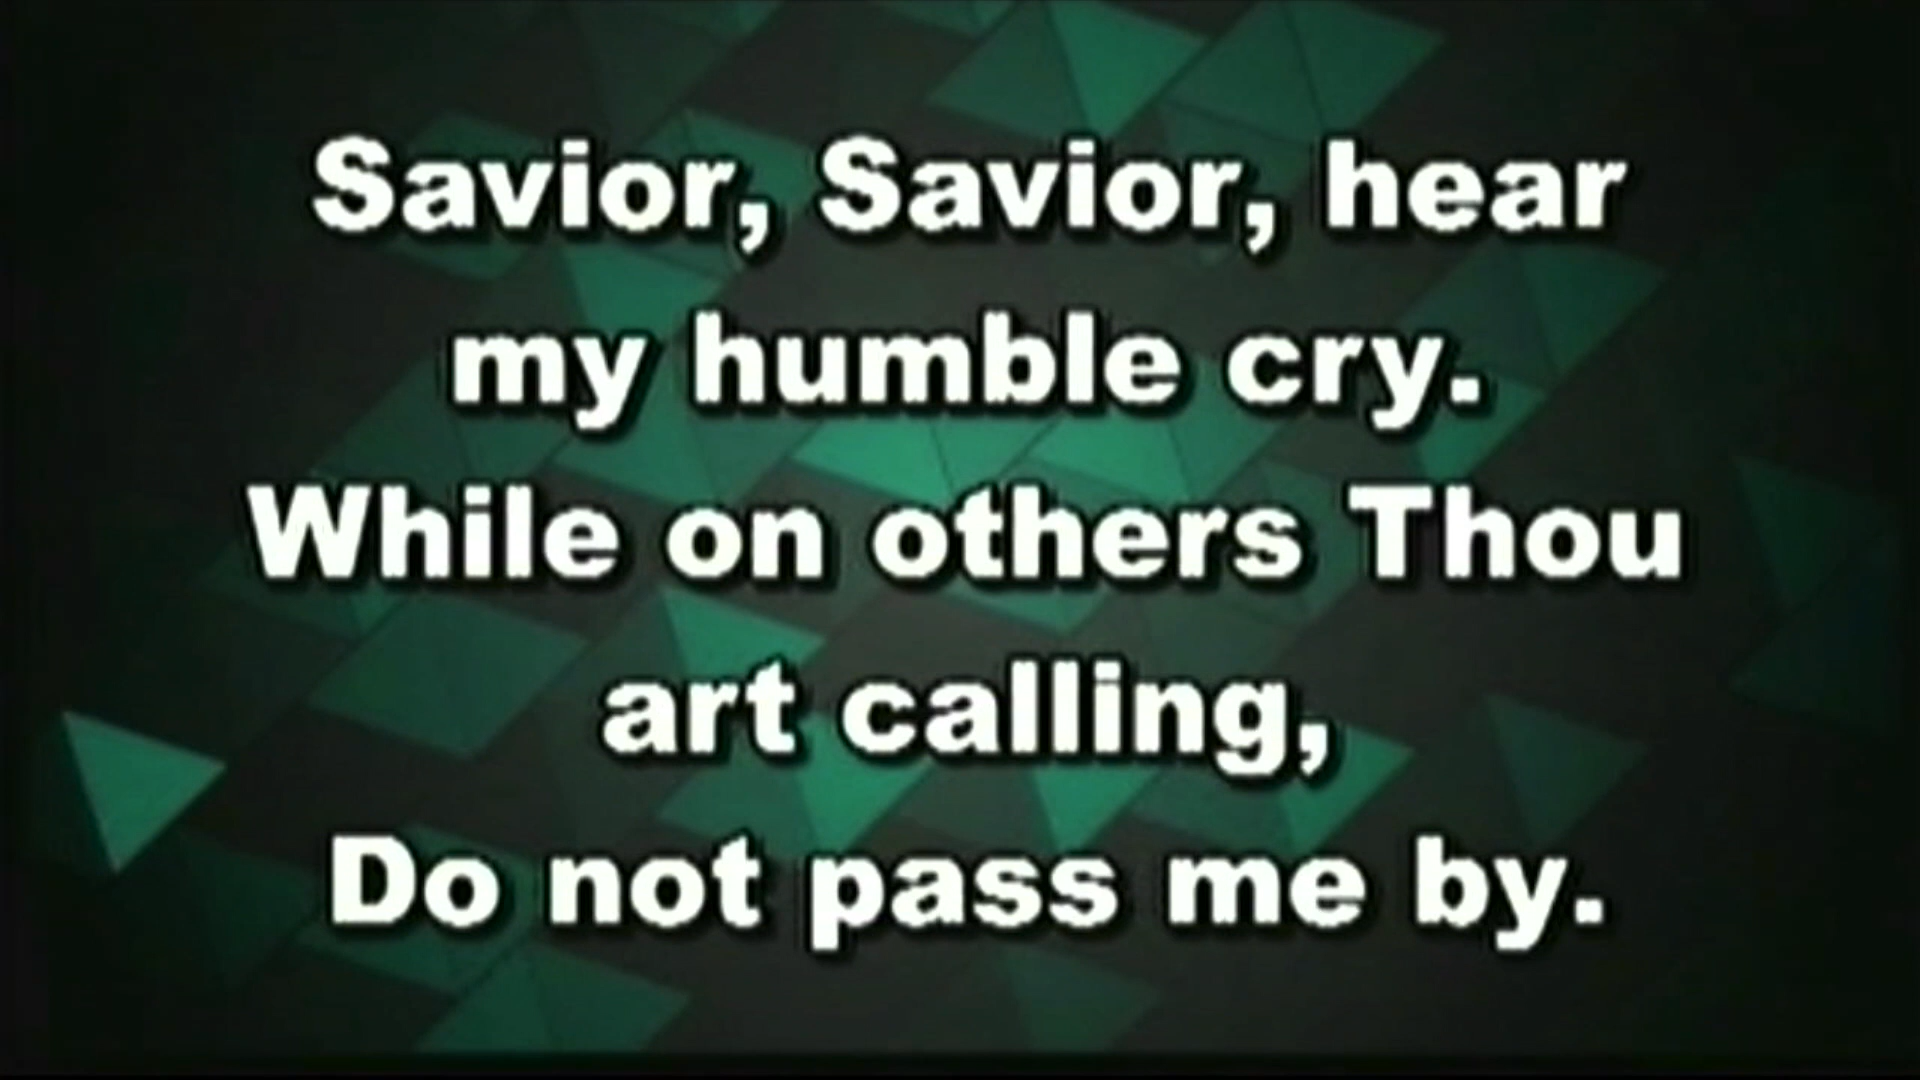 Savior, Savior, hear
my humble cry.
While on others Thou
art calling,
Do not pass me by.